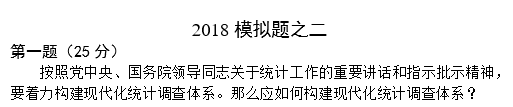 2018 模拟题之二
第一题（25 分）
按照党中央、国务院领导同志关于统计工作的重要讲话和指示批示精神，
要着力构建现代化统计调查体系。那么应如何构建现代化统计调查体系？